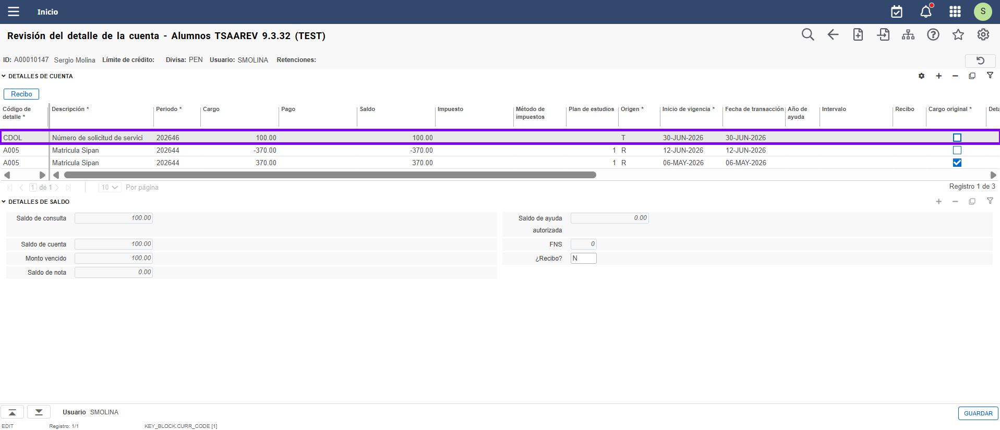 Inicio
S
Revisión del detalle de la cuenta - Alumnos TSAAREV 9.3.32 (TEST)
ID: A00010147 Sergio Molina Límite de crédito: Divisa: PEN Usuario: SMOLINA Retenciones:
DETALLES DE CUENTA
Recibo
Código de detalle * Descripción * Periodo * Cargo Pago Saldo Impuesto Método de impuestos Plan de estudios Origen * Inicio de vigencia * Fecha de transacción Año de ayuda Intervalo Recibo Cargo original * Deta
CDOL Número de solicitud de servici 202646 100.00 100.00 T 30-JUN-2026 30-JUN-2026
A005 Matricula Sipan 202644 -370.00 -370.00 1 R 12-JUN-2026 12-JUN-2026
A005 Matricula Sipan 202644 370.00 370.00 1 R 06-MAY-2026 06-MAY-2026
1 de 1 10 Por página Registro 1 de 3
DETALLES DE SALDO
Saldo de consulta 100.00 Saldo de ayuda autorizada 0.00
Saldo de cuenta 100.00 FNS 0
Monto vencido 100.00 ¿Recibo? N
Saldo de nota 0.00
Usuario SMOLINA GUARDAR
EDIT Registro: 1/1 KEY_BLOCK.CURR_CODE [1]